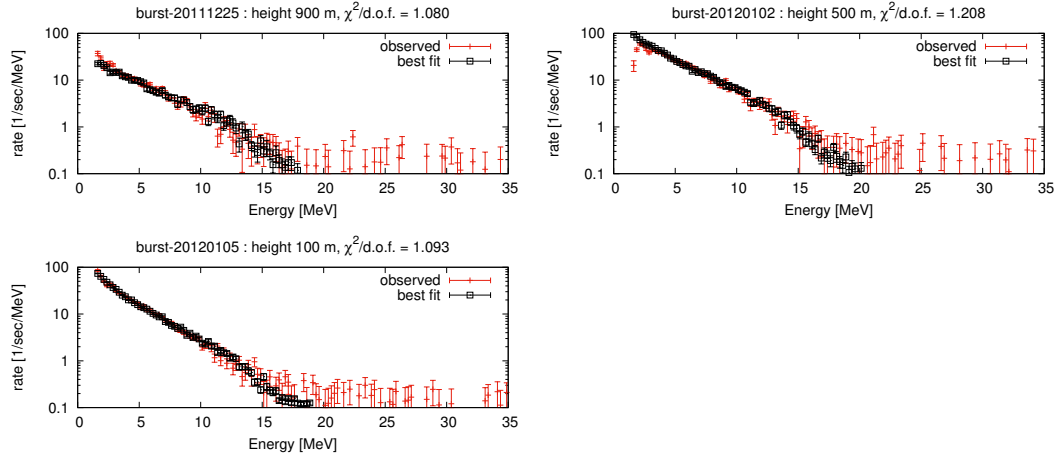 burst-20111225 : height 900 m, χ²/d.o.f. = 1.080
rate [1/sec/MeV]
100
10
1
0.1
observed
best fit
0 5 10 15 20 25 30 35
Energy [MeV]
burst-20120102 : height 500 m, χ²/d.o.f. = 1.208
rate [1/sec/MeV]
100
10
1
0.1
observed
best fit
0 5 10 15 20 25 30 35
Energy [MeV]
burst-20120105 : height 100 m, χ²/d.o.f. = 1.093
rate [1/sec/MeV]
100
10
1
0.1
observed
best fit
0 5 10 15 20 25 30 35
Energy [MeV]